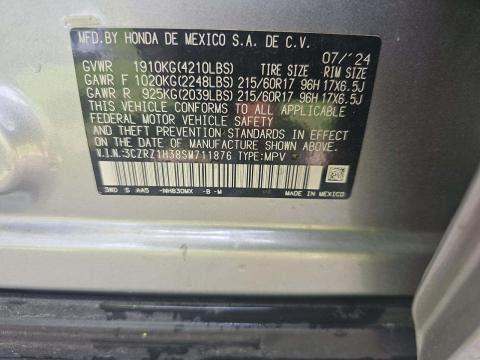 MFD.BY HONDA DE MEXICO S.A. DE C.V.
07/'24
GVWR 1910KG(4210LBS) TIRE SIZE RIM SIZE
GAWR F 1020KG(2248LBS) 215/60R17 96H 17X6.5J
GAWR R 925KG(2039LBS) 215/60R17 96H 17X6.5J
THIS VEHICLE CONFORMS TO ALL APPLICABLE
FEDERAL MOTOR VEHICLE SAFETY STANDARDS IN EFFECT
ON THE DATE OF MANUFACTURE SHOWN ABOVE.
V.I.N.:3CZRZ1H38SM711876 TYPE:MPV
3W0 S AA5 -NH830MX -B -M
MADE IN MEXICO